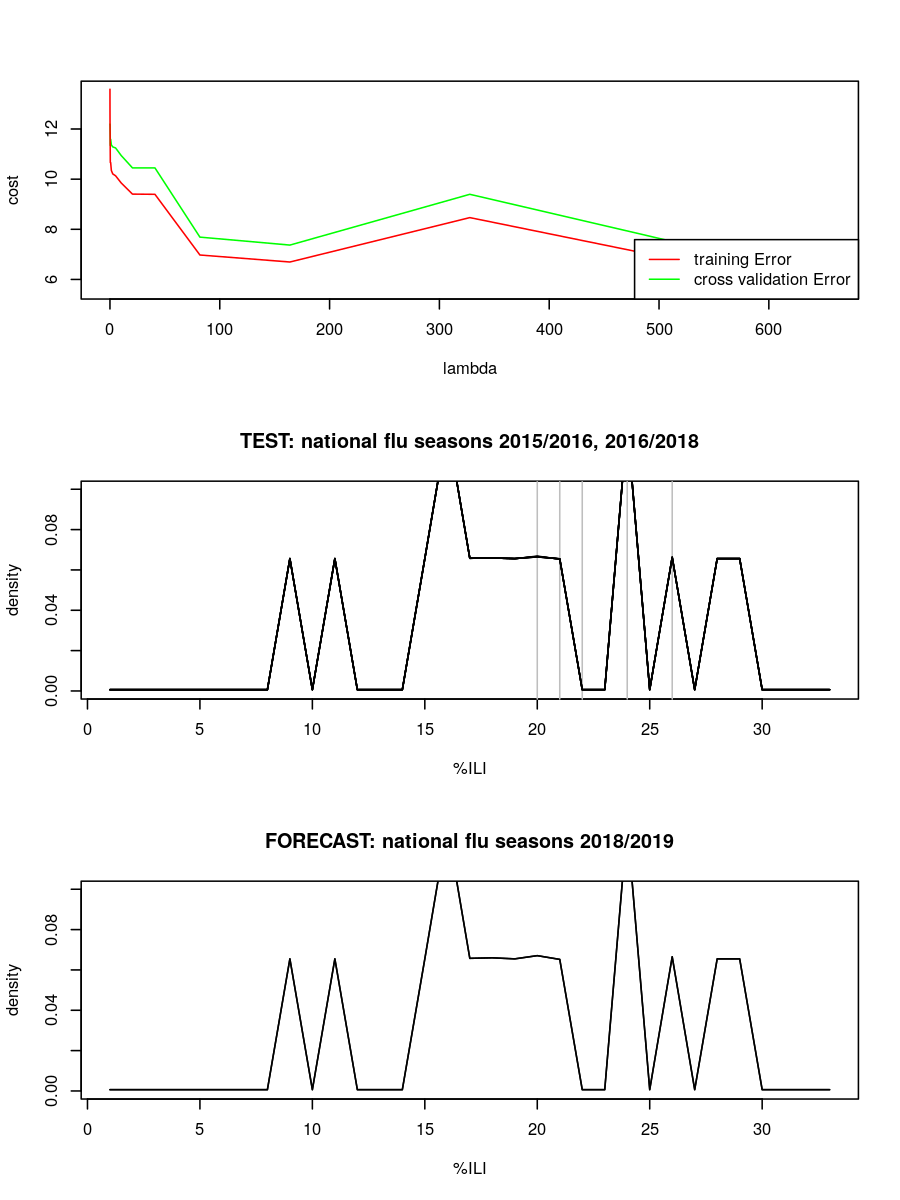 12
10
8
6
cost
training Error
cross validation Error
0 100 200 300 400 500 600
lambda
TEST: national flu seasons 2015/2016, 2016/2018
0.08
0.04
0.00
density
0 5 10 15 20 25 30
%ILI
FORECAST: national flu seasons 2018/2019
0.08
0.04
0.00
density
0 5 10 15 20 25 30
%ILI